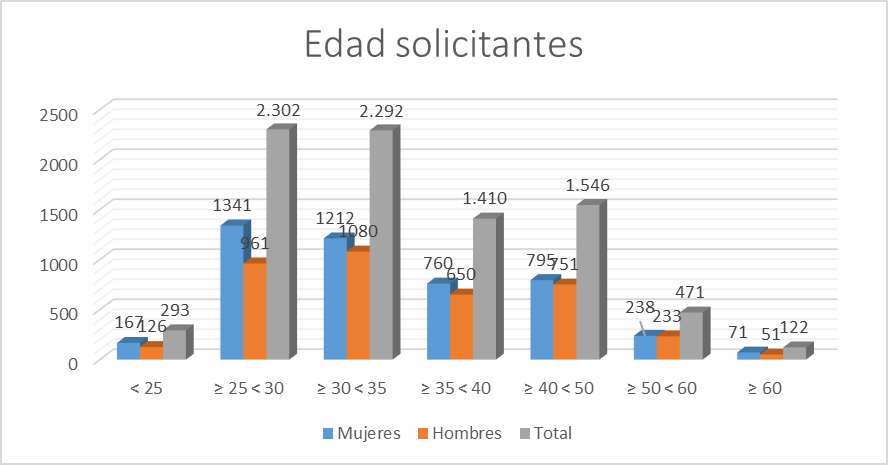 Edad solicitantes
2500
2000
1500
1000
500
0
167 126 293
1341 961 2.302
1212 1080 2.292
760 650 1.410
795 751 1.546
238 233 471
71 51 122
< 25 ≥ 25 < 30 ≥ 30 < 35 ≥ 35 < 40 ≥ 40 < 50 ≥ 50 < 60 ≥ 60
Mujeres Hombres Total